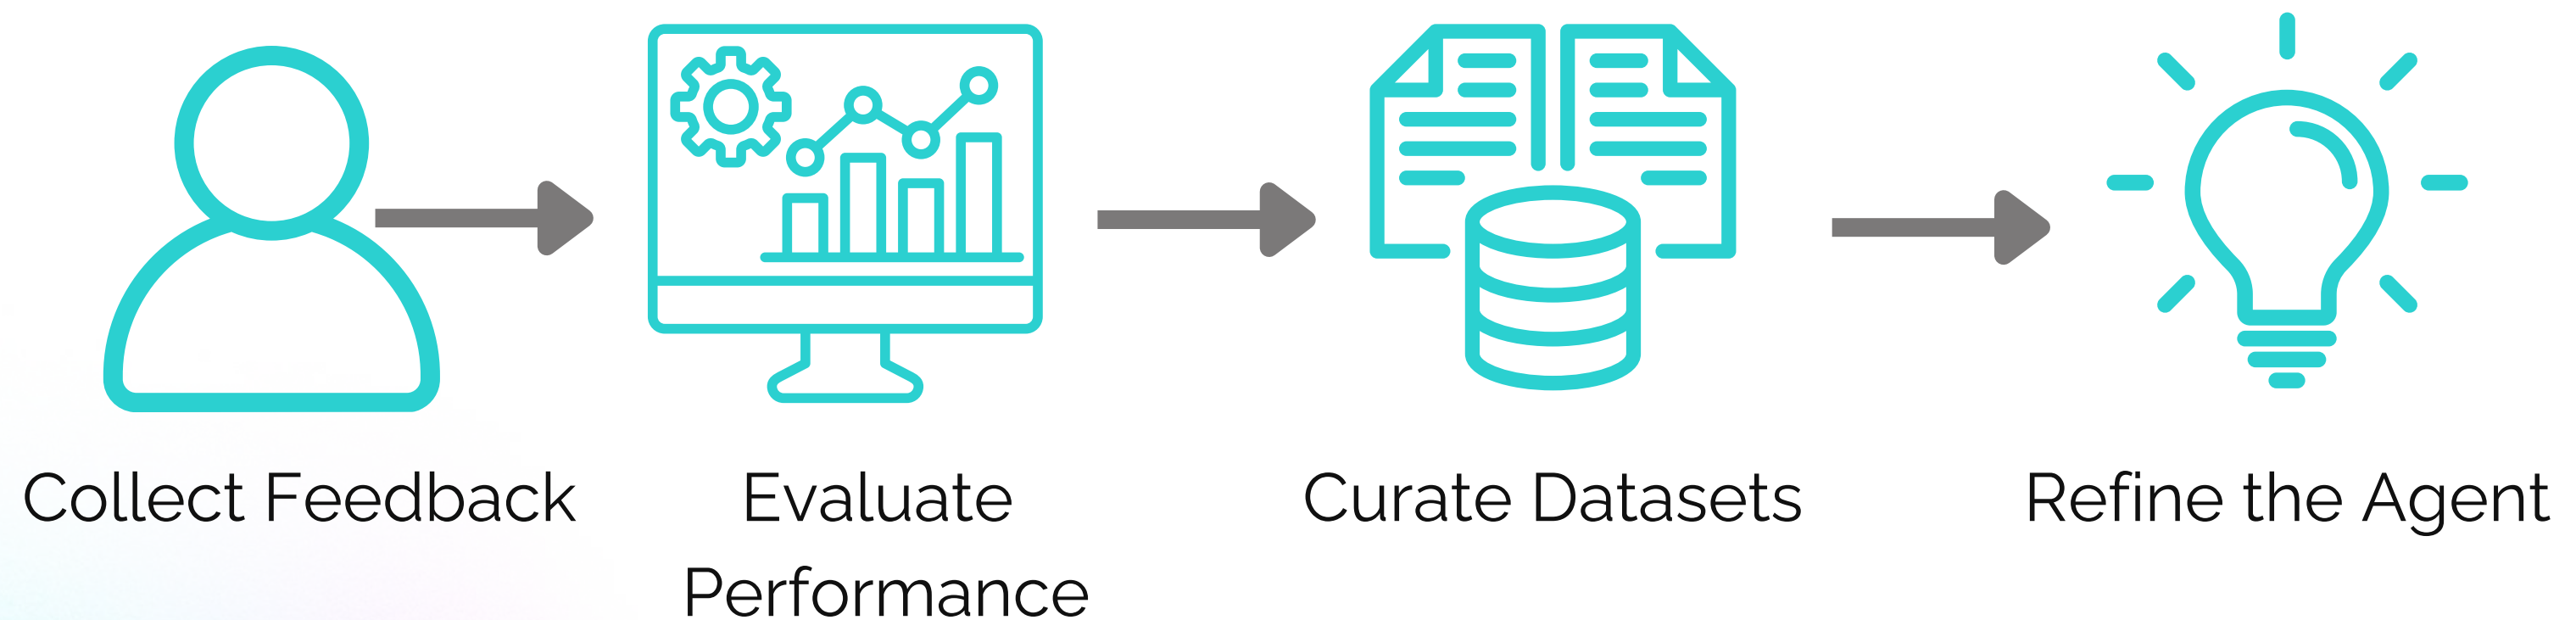 Collect Feedback
Evaluate
Performance
Curate Datasets
Refine the Agent